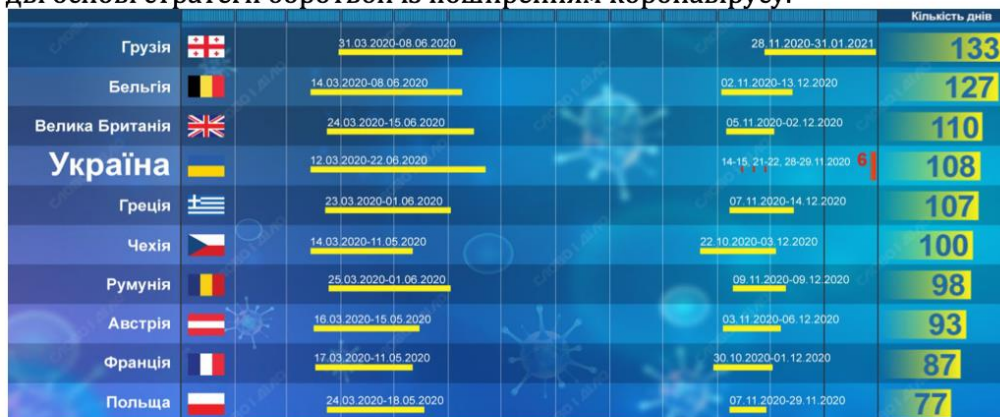 дві основі стратегії боротьби із поширенням коронавірусу.
Кількість днів
Грузія 31.03.2020-08.06.2020 28.11.2020-31.01.2021 133
Бельгія 14.03.2020-08.06.2020 02.11.2020-13.12.2020 127
Велика Британія 24.03.2020-15.06.2020 05.11.2020-02.12.2020 110
Україна 12.03.2020-22.06.2020 14-15, 21-22, 28-29.11.2020 6 108
Греція 23.03.2020-01.06.2020 07.11.2020-14.12.2020 107
Чехія 14.03.2020-11.05.2020 22.10.2020-03.12.2020 100
Румунія 25.03.2020-01.06.2020 09.11.2020-09.12.2020 98
Австрія 16.03.2020-15.05.2020 03.11.2020-06.12.2020 93
Франція 17.03.2020-11.05.2020 30.10.2020-01.12.2020 87
Польща 24.03.2020-18.05.2020 07.11.2020-29.11.2020 77